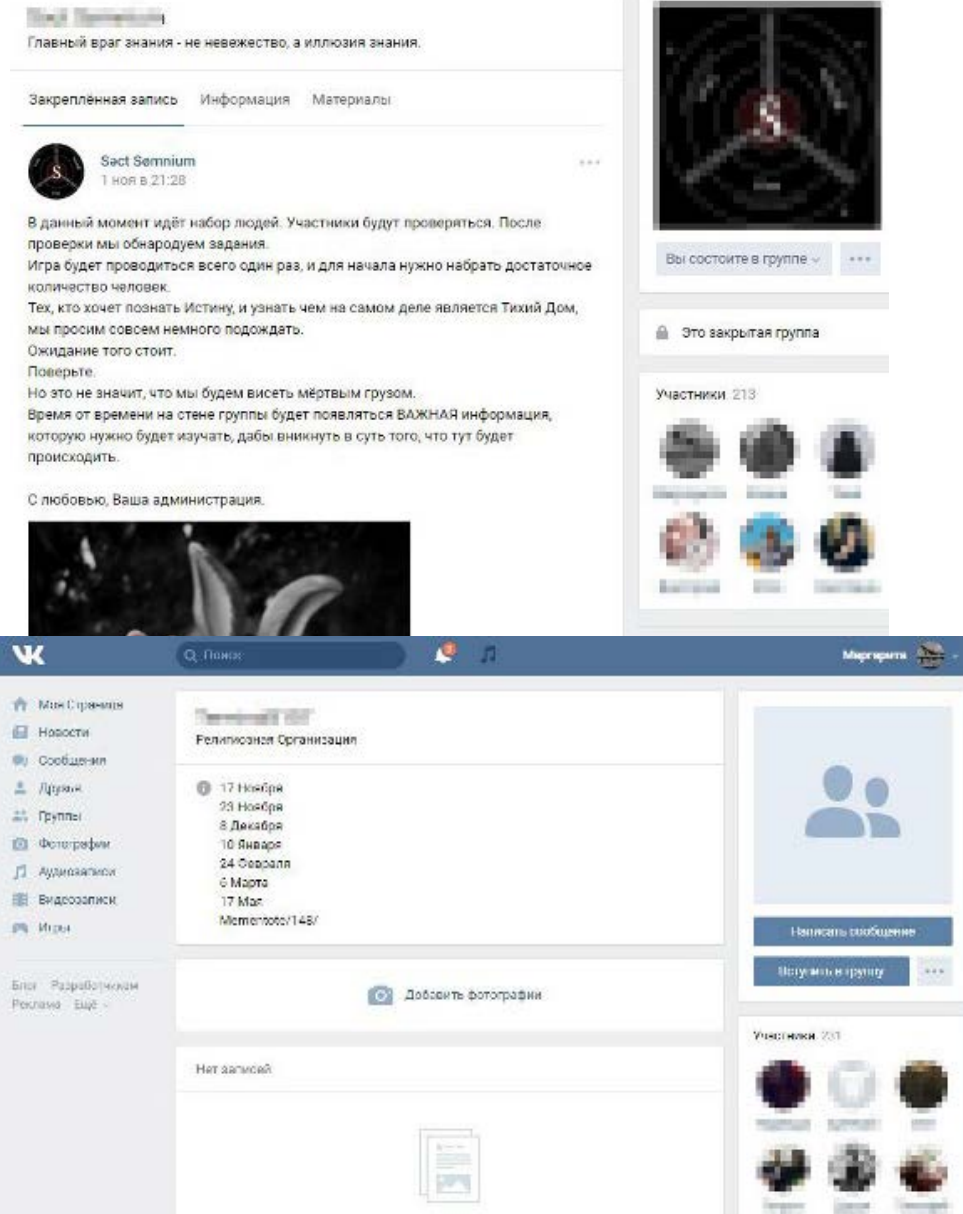 Главный враг знания - не невежество, а иллюзия знания.
Закреплённая запись Информация Материалы
Sәct Sømnium
1 ноя в 21:28
В данный момент идёт набор людей. Участники будут проверяться. После
проверки мы обнародуем задания.
Игра будет проводиться всего один раз, и для начала нужно набрать достаточное
количество человек.
Тех, кто хочет познать Истину, и узнать чем на самом деле является Тихий Дом,
мы просим совсем немного подождать.
Ожидание того стоит.
Поверьте.
Но это не значит, что мы будем висеть мёртвым грузом.
Время от времени на стене группы будет появляться ВАЖНАЯ информация,
которую нужно будет изучать, дабы вникнуть в суть того, что тут будет
происходить.
С любовью, Ваша администрация.
S
Вы состоите в группе
Это закрытая группа
Участники 213
Поиск
Маргарита
Моя Страница
Новости
Сообщения
Друзья
Группы
Фотографии
Аудиозаписи
Видеозаписи
Игры
Блог Разработчикам
Реклама Ещё
Религиозная Организация
17 Ноября
23 Ноября
8 Декабря
10 Января
24 Февраля
6 Марта
17 Мая
Mementote/148/
Добавить фотографии
Нет записей
Написать сообщение
Вступить в группу
Участники 231